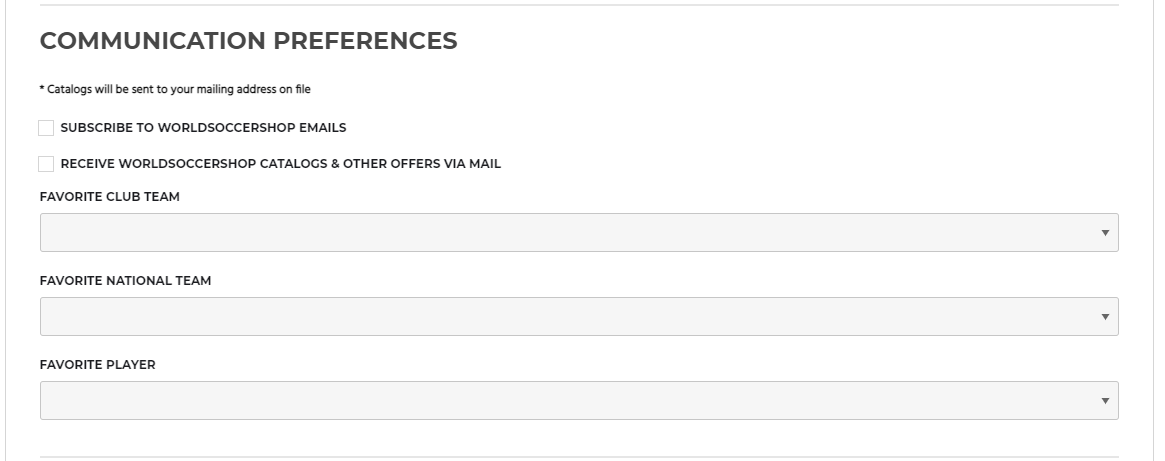 COMMUNICATION PREFERENCES
* Catalogs will be sent to your mailing address on file
SUBSCRIBE TO WORLDSOCCERSHOP EMAILS
RECEIVE WORLDSOCCERSHOP CATALOGS & OTHER OFFERS VIA MAIL
FAVORITE CLUB TEAM
FAVORITE NATIONAL TEAM
FAVORITE PLAYER